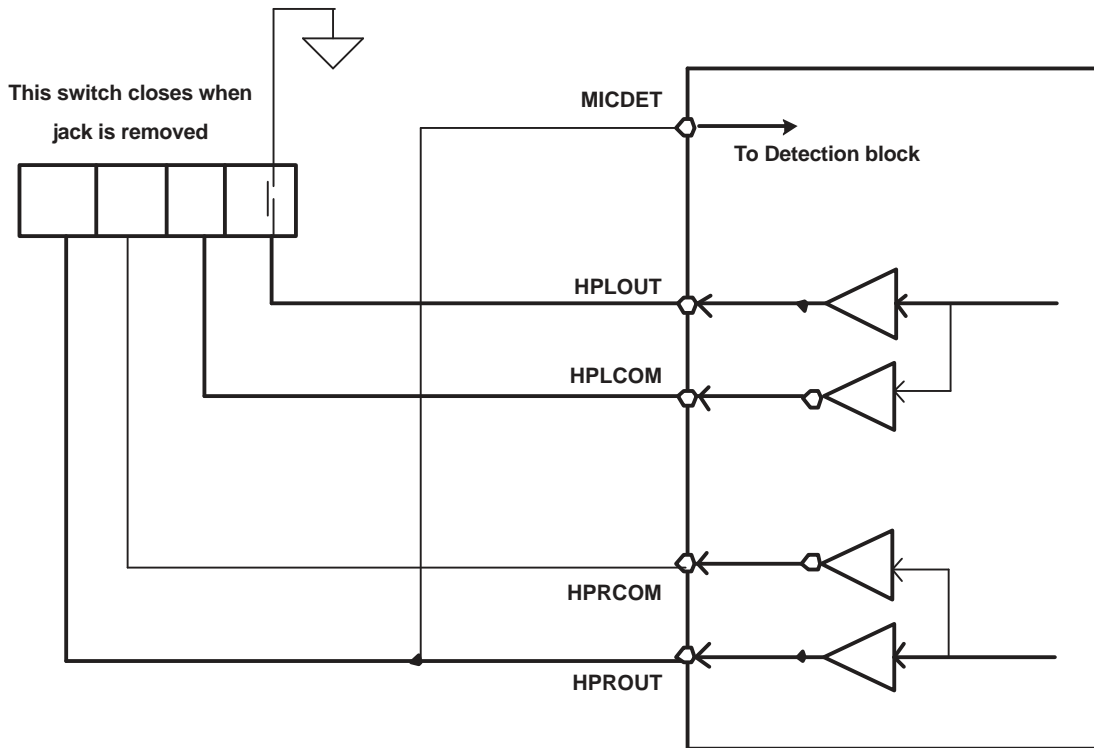 This switch closes when
jack is removed
MICDET
To Detection block
HPLOUT
HPLCOM
HPRCOM
HPROUT